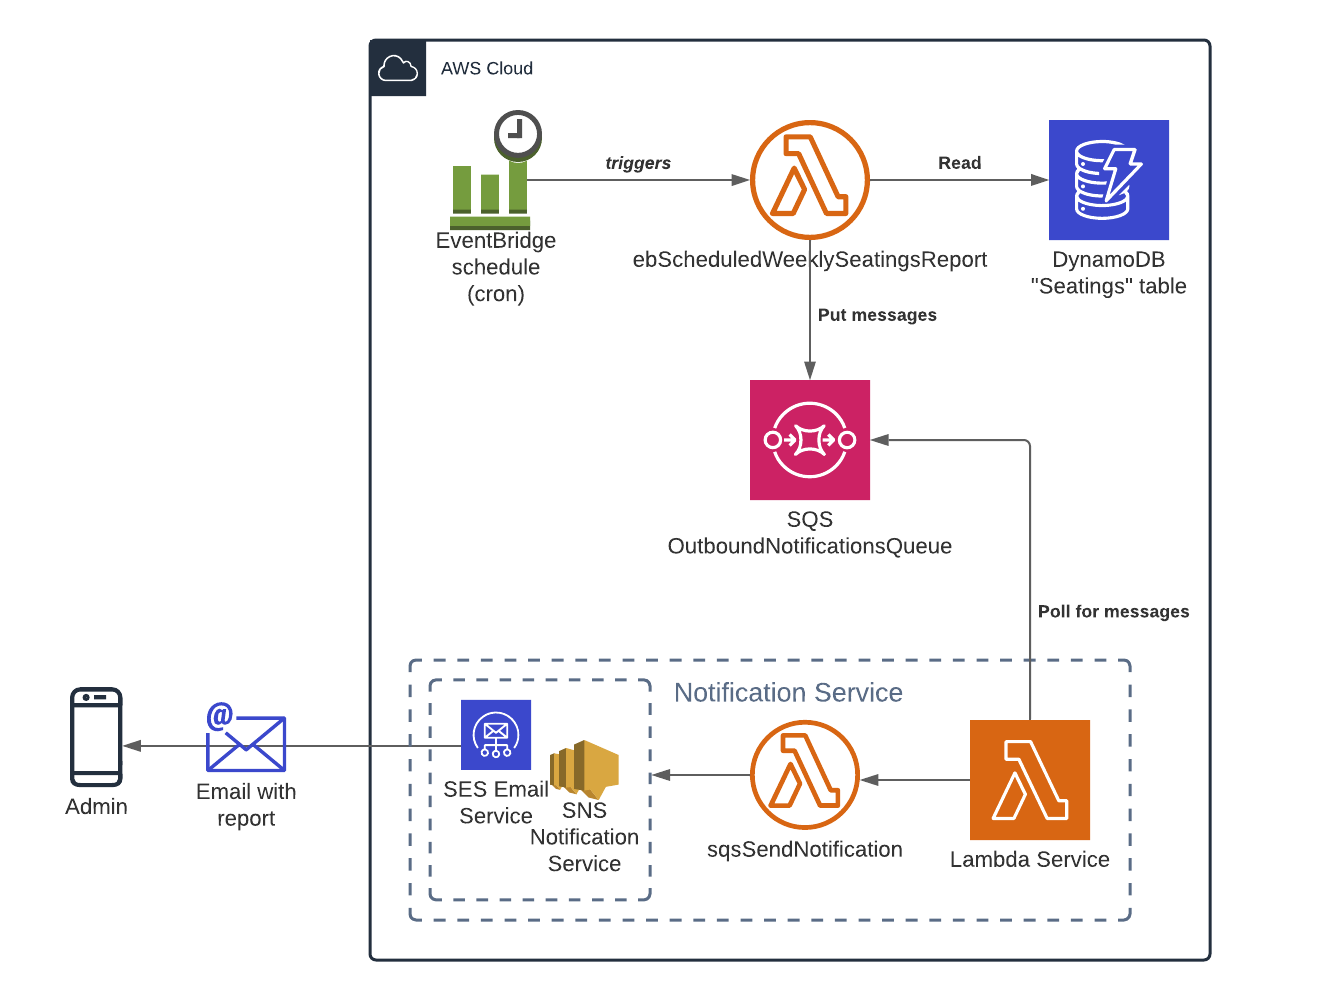 AWS Cloud
triggers
Read
EventBridge
schedule
(cron)
ebScheduledWeeklySeatingsReport
DynamoDB
"Seatings" table
Put messages
SQS
OutboundNotificationsQueue
Poll for messages
Notification Service
@
SES Email
Service
SNS
Notification
Service
sqsSendNotification
Lambda Service
Admin
Email with
report